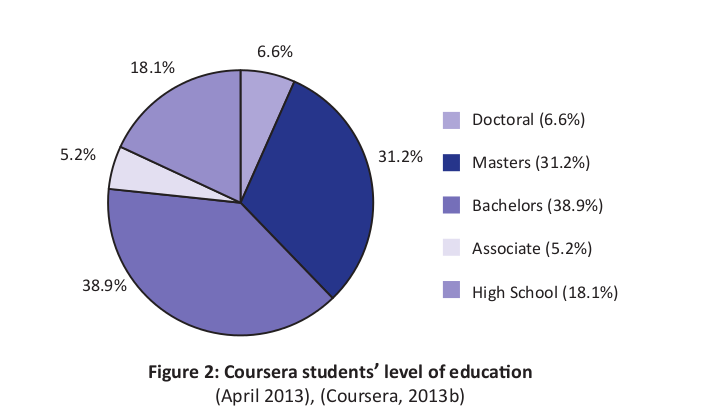 6.6%
18.1%
31.2%
5.2%
38.9%
Doctoral (6.6%)
Masters (31.2%)
Bachelors (38.9%)
Associate (5.2%)
High School (18.1%)
Figure 2: Coursera students’ level of education
(April 2013), (Coursera, 2013b)